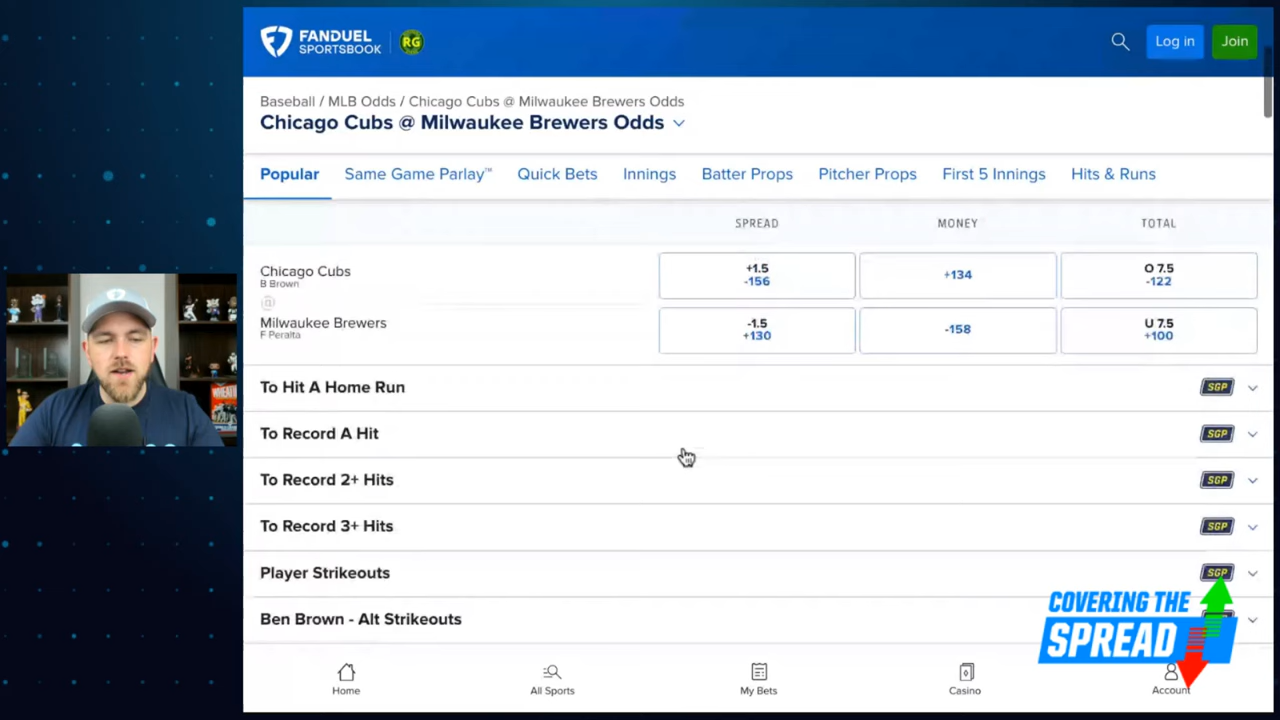 FANDUEL
SPORTSBOOK
RG
Log in
Join
Baseball / MLB Odds / Chicago Cubs @ Milwaukee Brewers Odds
Chicago Cubs @ Milwaukee Brewers Odds
Popular
Same Game Parlay™
Quick Bets
Innings
Batter Props
Pitcher Props
First 5 Innings
Hits & Runs
SPREAD
MONEY
TOTAL
Chicago Cubs
B Brown
+1.5
-156
+134
O 7.5
-122
@
Milwaukee Brewers
F Peralta
-1.5
+130
-158
U 7.5
+100
To Hit A Home Run
SGP
To Record A Hit
SGP
To Record 2+ Hits
SGP
To Record 3+ Hits
SGP
Player Strikeouts
SGP
Ben Brown - Alt Strikeouts
COVERING THE
SPREAD
Home
All Sports
My Bets
Casino
Account